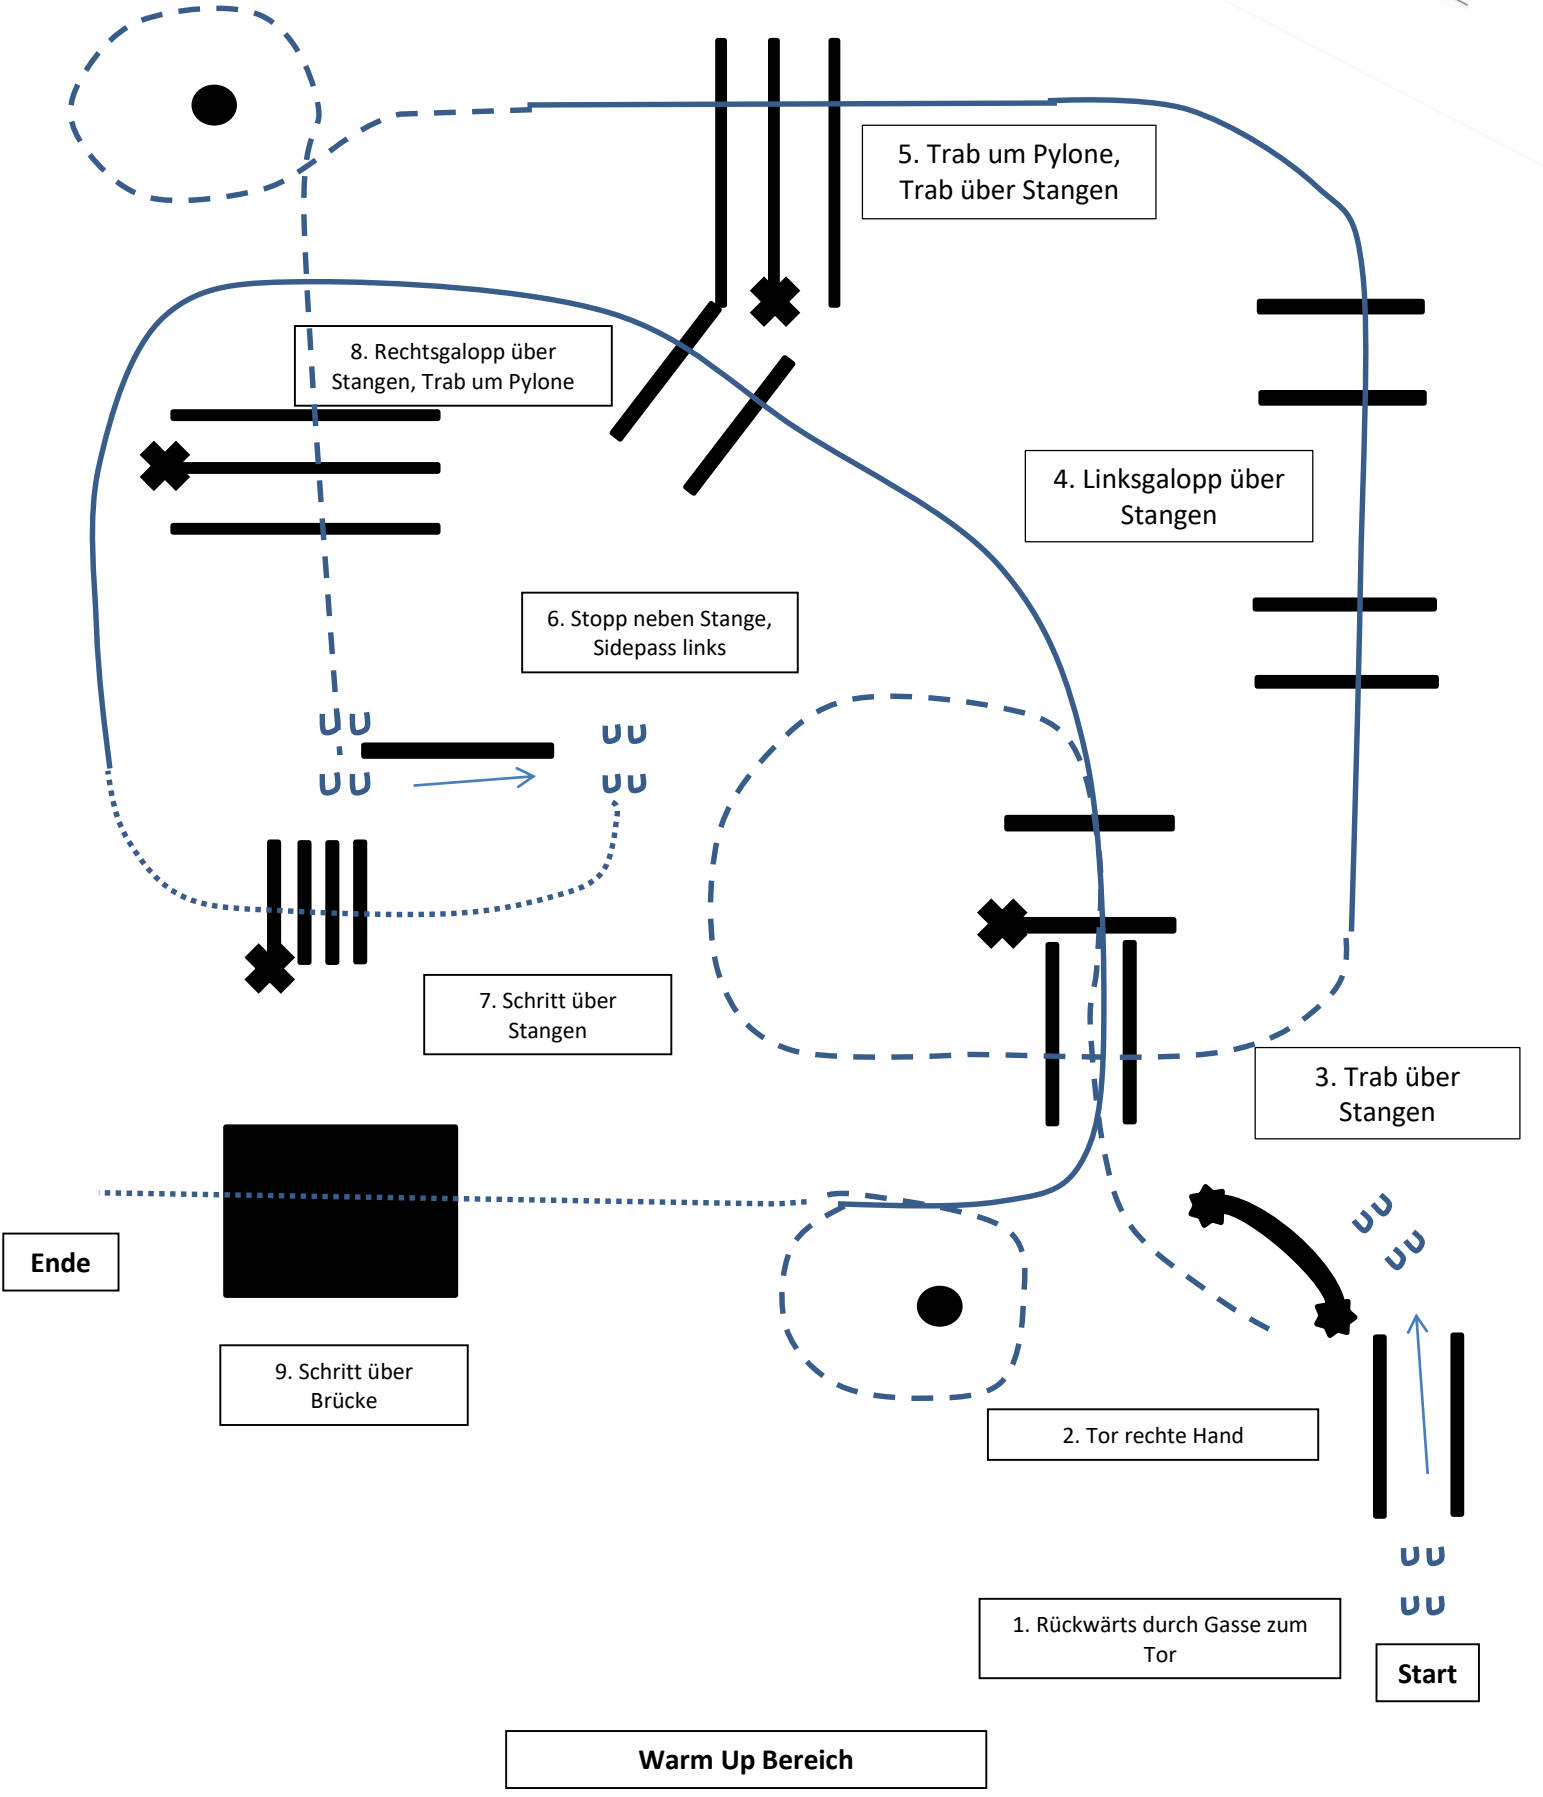 5. Trab um Pylone,
Trab über Stangen
8. Rechtsgalopp über
Stangen, Trab um Pylone
4. Linksgalopp über
Stangen
6. Stopp neben Stange,
Sidepass links
7. Schritt über
Stangen
3. Trab über
Stangen
Ende
9. Schritt über
Brücke
2. Tor rechte Hand
1. Rückwärts durch Gasse zum
Tor
Start
Warm Up Bereich